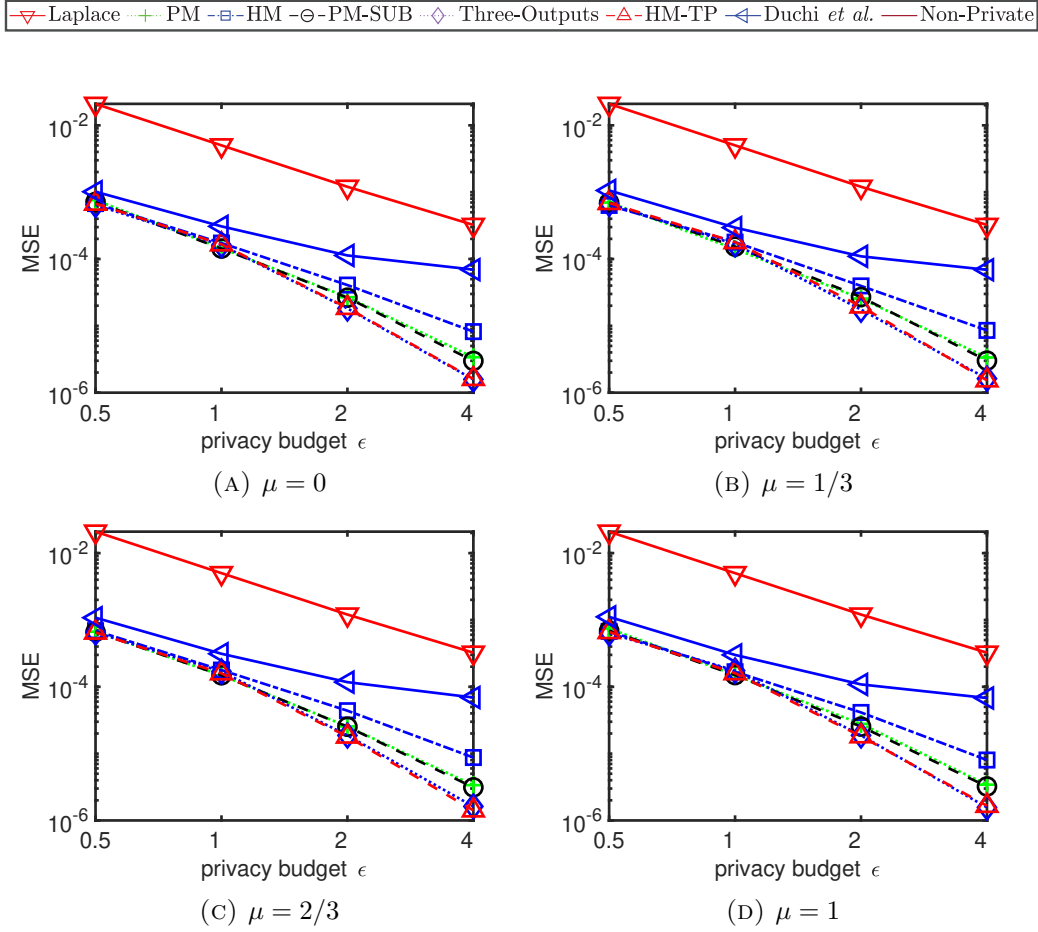 Laplace PM HM PM-SUB Three-Outputs HM-TP Duchi et al. Non-Private
10^-2
10^-4
10^-6
MSE
0.5 1 2 4
privacy budget ϵ
(A) μ = 0
10^-2
10^-4
10^-6
MSE
0.5 1 2 4
privacy budget ϵ
(B) μ = 1/3
10^-2
10^-4
10^-6
MSE
0.5 1 2 4
privacy budget ϵ
(C) μ = 2/3
10^-2
10^-4
10^-6
MSE
0.5 1 2 4
privacy budget ϵ
(D) μ = 1